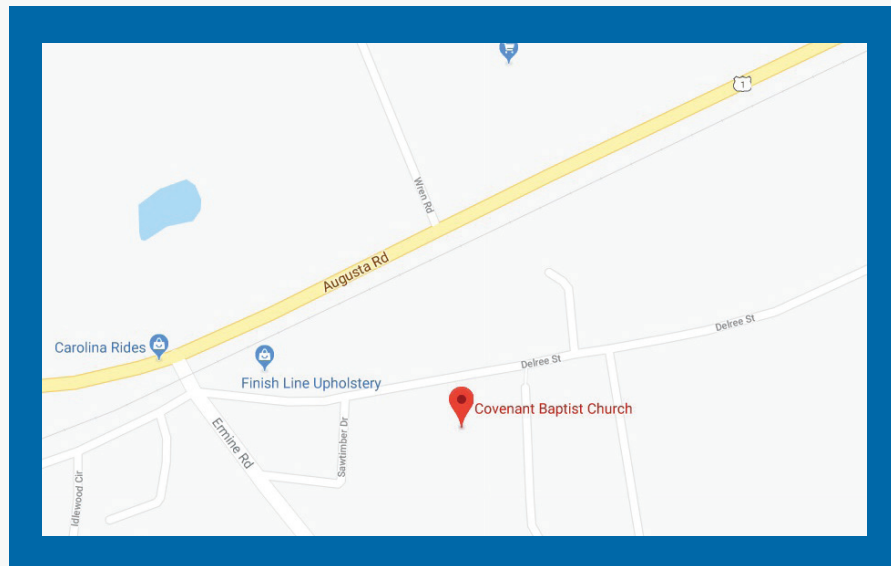 1
Wren Rd
Augusta Rd
Delree St
Carolina Rides
Delree St
Finish Line Upholstery
Covenant Baptist Church
Ermine Rd
Sawtimber Dr
Idlewood Cir